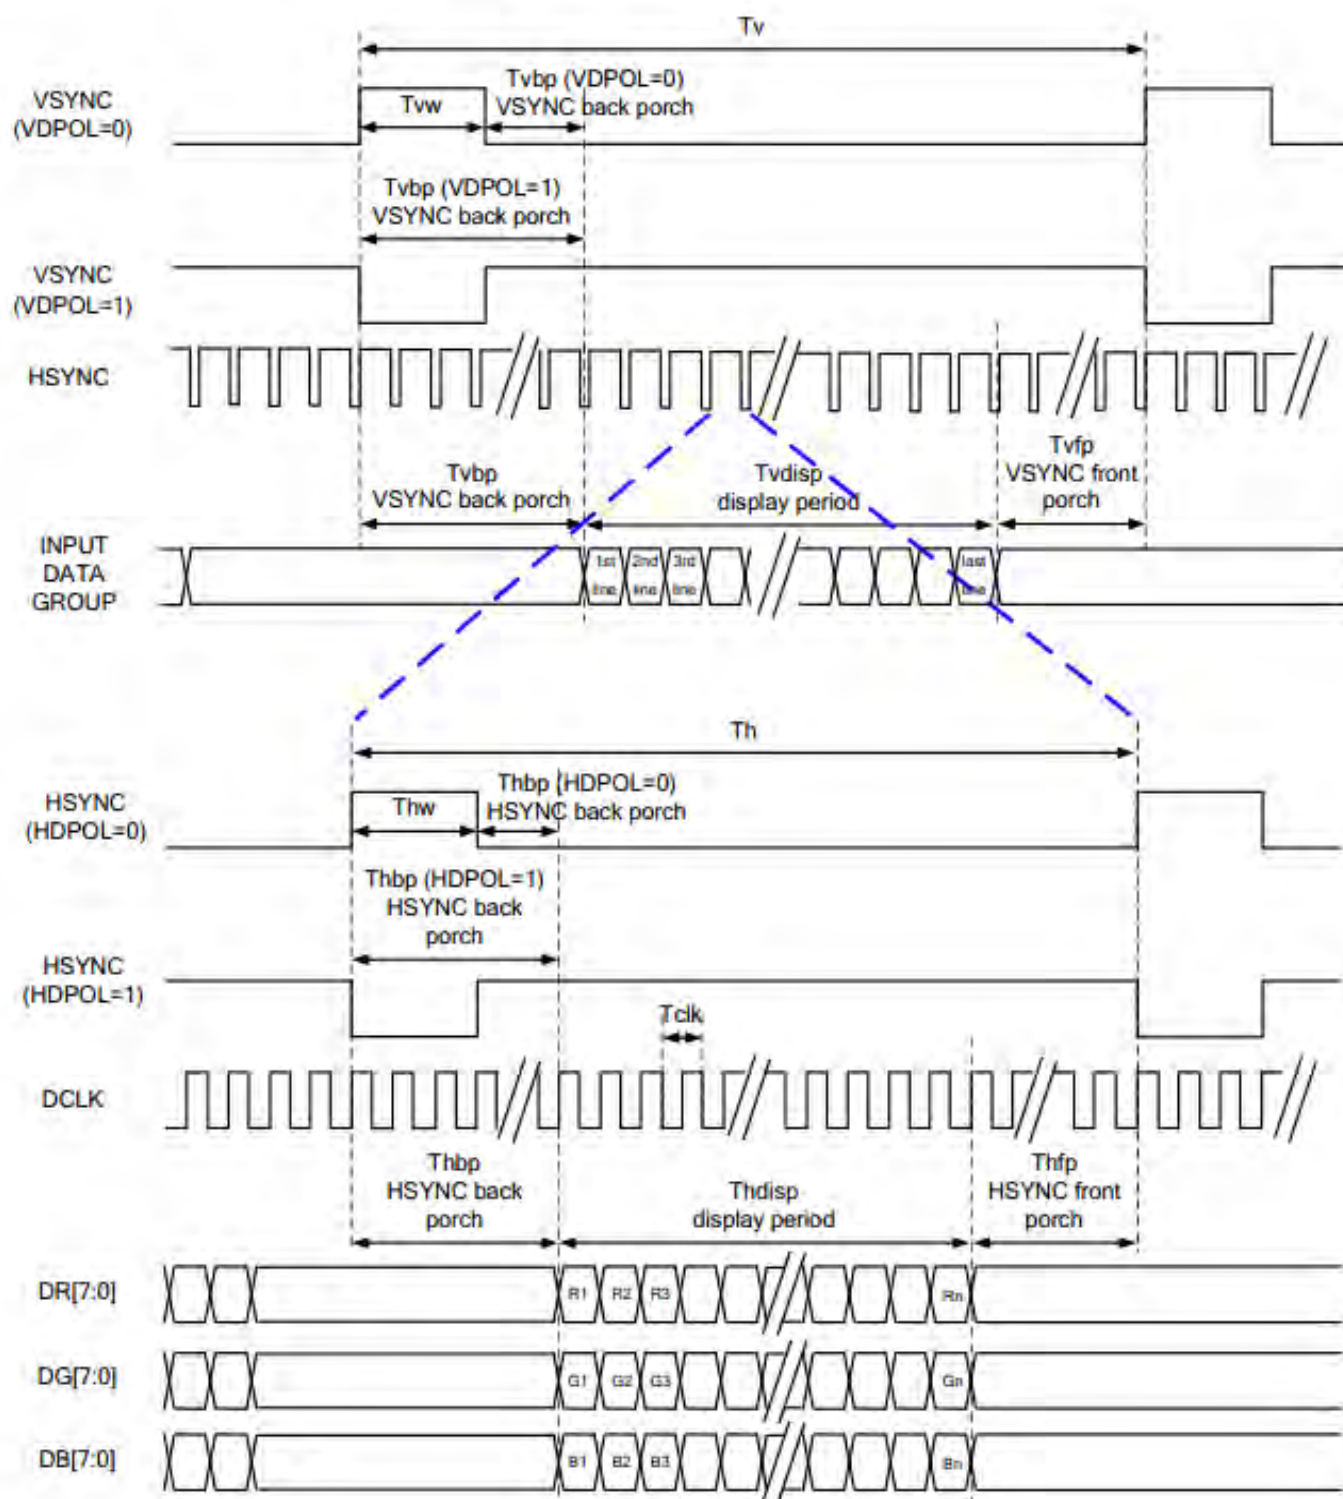 Tv
VSYNC
(VDPOL=0)
Tvw
Tvbp (VDPOL=0)
VSYNC back porch
Tvbp (VDPOL=1)
VSYNC back porch
VSYNC
(VDPOL=1)
HSYNC
Tvbp
VSYNC back porch
Tvdisp
display period
Tvfp
VSYNC front
porch
INPUT
DATA
GROUP
1st
line
2nd
line
3rd
line
last
line
Th
HSYNC
(HDPOL=0)
Thw
Thbp (HDPOL=0)
HSYNC back porch
Thbp (HDPOL=1)
HSYNC back
porch
HSYNC
(HDPOL=1)
Tclk
DCLK
Thbp
HSYNC back
porch
Thdisp
display period
Thfp
HSYNC front
porch
DR[7:0]
R1 R2 R3 Rn
DG[7:0]
G1 G2 G3 Gn
DB[7:0]
B1 B2 B3 Bn